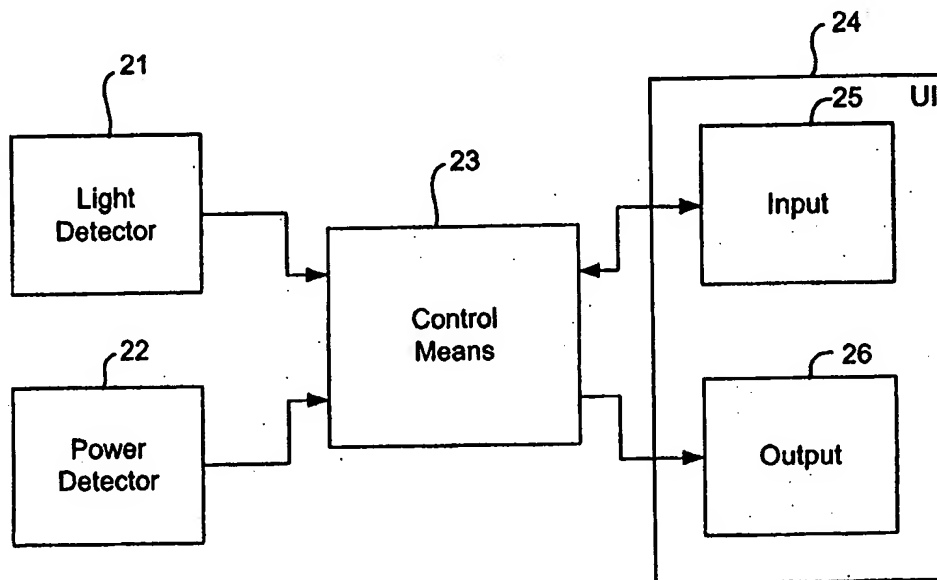 24
21
25
UI
Light
Detector
23
Input
Control
Means
22
26
Power
Detector
Output